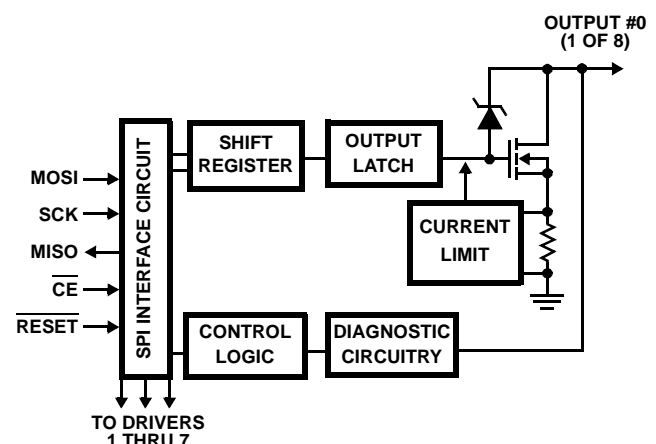 OUTPUT #0
(1 OF 8)
SPI INTERFACE CIRCUIT
SHIFT
REGISTER
OUTPUT
LATCH
MOSI
SCK
MISO
CE
RESET
CURRENT
LIMIT
CONTROL
LOGIC
DIAGNOSTIC
CIRCUITRY
TO DRIVERS
1 THRU 7